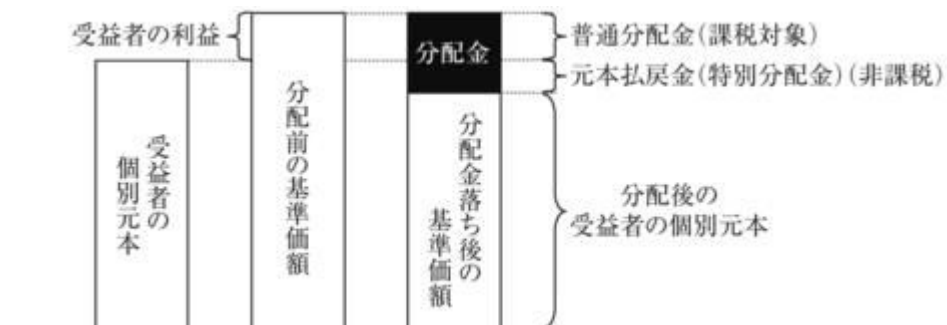 受益者の利益
普通分配金(課税対象)
分配金
元本払戻金(特別分配金)(非課税)
受益者の
個別元本
分配前の基準価額
分配金落ち後の
基準価額
分配後の
受益者の個別元本